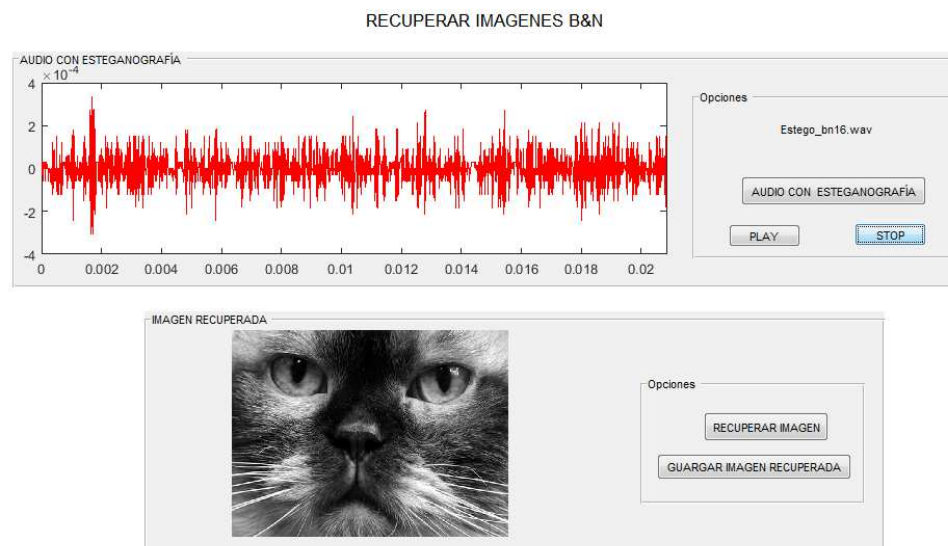 RECUPERAR IMAGENES B&N
AUDIO CON ESTEGANOGRAFÍA
× 10-4
4
2
0
-2
-4
0 0.002 0.004 0.006 0.008 0.01 0.012 0.014 0.016 0.018 0.02
Opciones
Estego_bn16.wav
AUDIO CON ESTEGANOGRAFÍA
PLAY STOP
IMAGEN RECUPERADA
Opciones
RECUPERAR IMAGEN
GUARGAR IMAGEN RECUPERADA